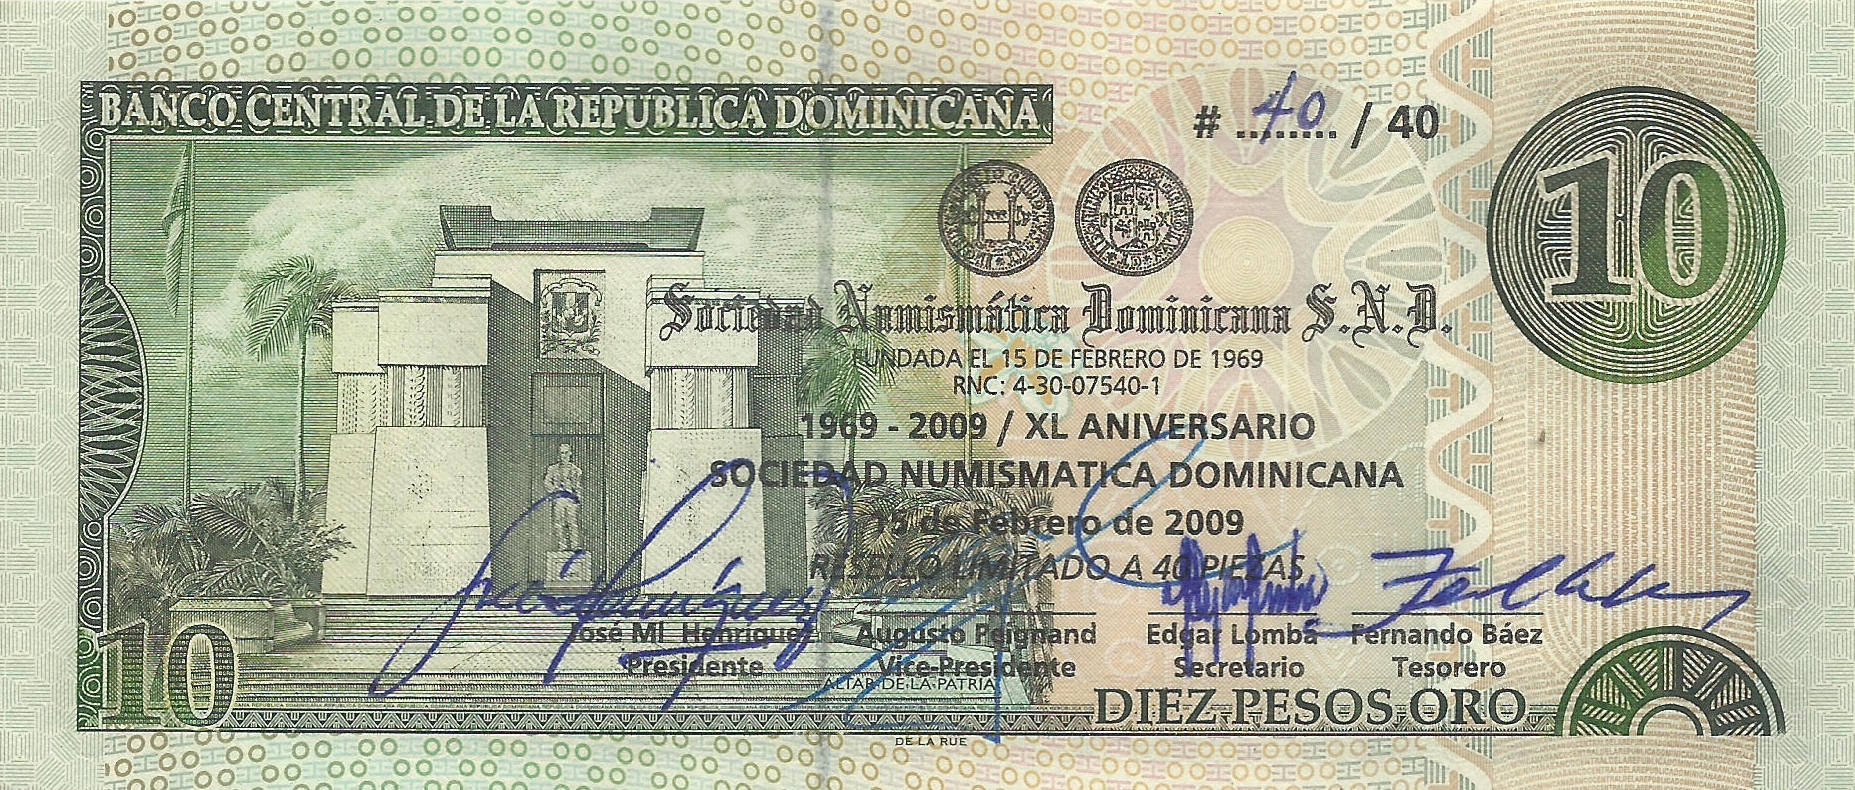 BANCO CENTRAL DE LA REPUBLICA DOMINICANA
# 40 / 40
10
Sociedad Numismática Dominicana S.N.D.
FUNDADA EL 15 DE FEBRERO DE 1969
RNC: 4-30-07540-1
1969 - 2009 / XL ANIVERSARIO
SOCIEDAD NUMISMATICA DOMINICANA
15 de Febrero de 2009
RESELLO LIMITADO A 40 PIEZAS
José Ml Henriquez Augusto Peignand Edgar Lomba Fernando Báez
Presidente Vice-Presidente Secretario Tesorero
ALTAR DE LA PATRIA
10
DIEZ PESOS ORO
DE LA RUE